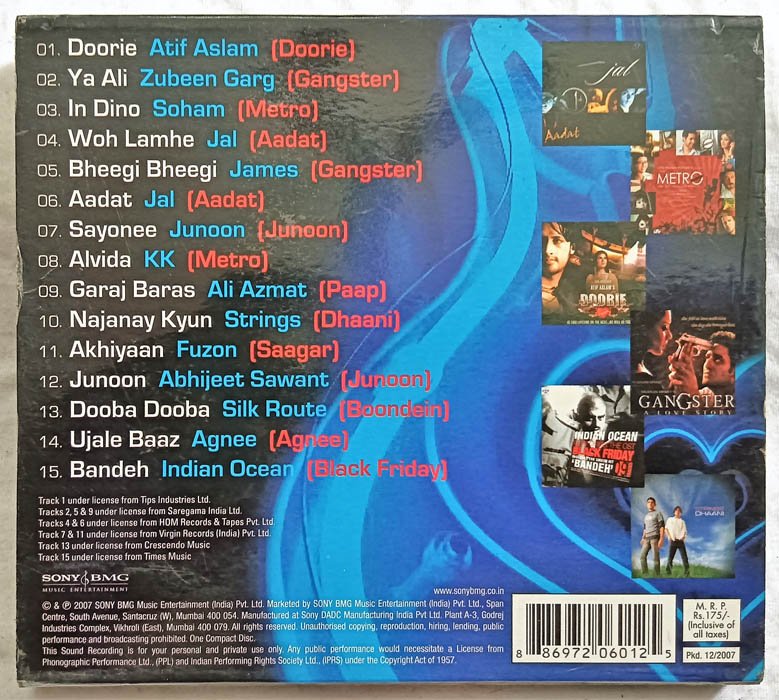 01. Doorie Atif Aslam (Doorie)
02. Ya Ali Zubeen Garg (Gangster)
03. In Dino Soham (Metro)
04. Woh Lamhe Jal (Aadat)
05. Bheegi Bheegi James (Gangster)
06. Aadat Jal (Aadat)
07. Sayonee Junoon (Junoon)
08. Alvida KK (Metro)
09. Garaj Baras Ali Azmat (Paap)
10. Najanay Kyun Strings (Dhaani)
11. Akhiyaan Fuzon (Saagar)
12. Junoon Abhijeet Sawant (Junoon)
13. Dooba Dooba Silk Route (Boondein)
14. Ujale Baaz Agnee (Agnee)
15. Bandeh Indian Ocean (Black Friday)
jal
Aadat
METRO
ATIF ASLAM'S
DOORIE
GANGSTER
A LOVE STORY
INDIAN OCEAN
THE OST
BLACK FRIDAY
'BANDEH'
DHAANI
Track 1 under license from Tips Industries Ltd.
Tracks 2, 5 & 9 under license from Saregama India Ltd.
Tracks 4 & 6 under license from HOM Records & Tapes Pvt. Ltd.
Track 7 & 11 under license from Virgin Records (India) Pvt. Ltd.
Track 13 under license from Crescendo Music
Track 15 under license from Times Music
SONY BMG
MUSIC ENTERTAINMENT
www.sonybmg.co.in
© & ℗ 2007 SONY BMG Music Entertainment (India) Pvt. Ltd. Marketed by SONY BMG Music Entertainment (India) Pvt. Ltd., Span
Centre, South Avenue, Santacruz (W), Mumbai 400 054. Manufactured at Sony DADC Manufacturing India Pvt Ltd. Plant A-3, Godrej
Industries Complex, Vikhroli (East), Mumbai 400 079. All rights reserved. Unauthorised copying, reproduction, hiring, lending, public
performance and broadcasting prohibited. One Compact Disc.
This Sound Recording is for your personal and private use only. Any public performance would necessitate a License from
Phonographic Performance Ltd., (PPL) and Indian Performing Rights Society Ltd., (IPRS) under the Copyright Act of 1957.
8 86972 06012 5
M. R. P.
Rs.175/-
(Inclusive of
all taxes)
Pkd. 12/2007